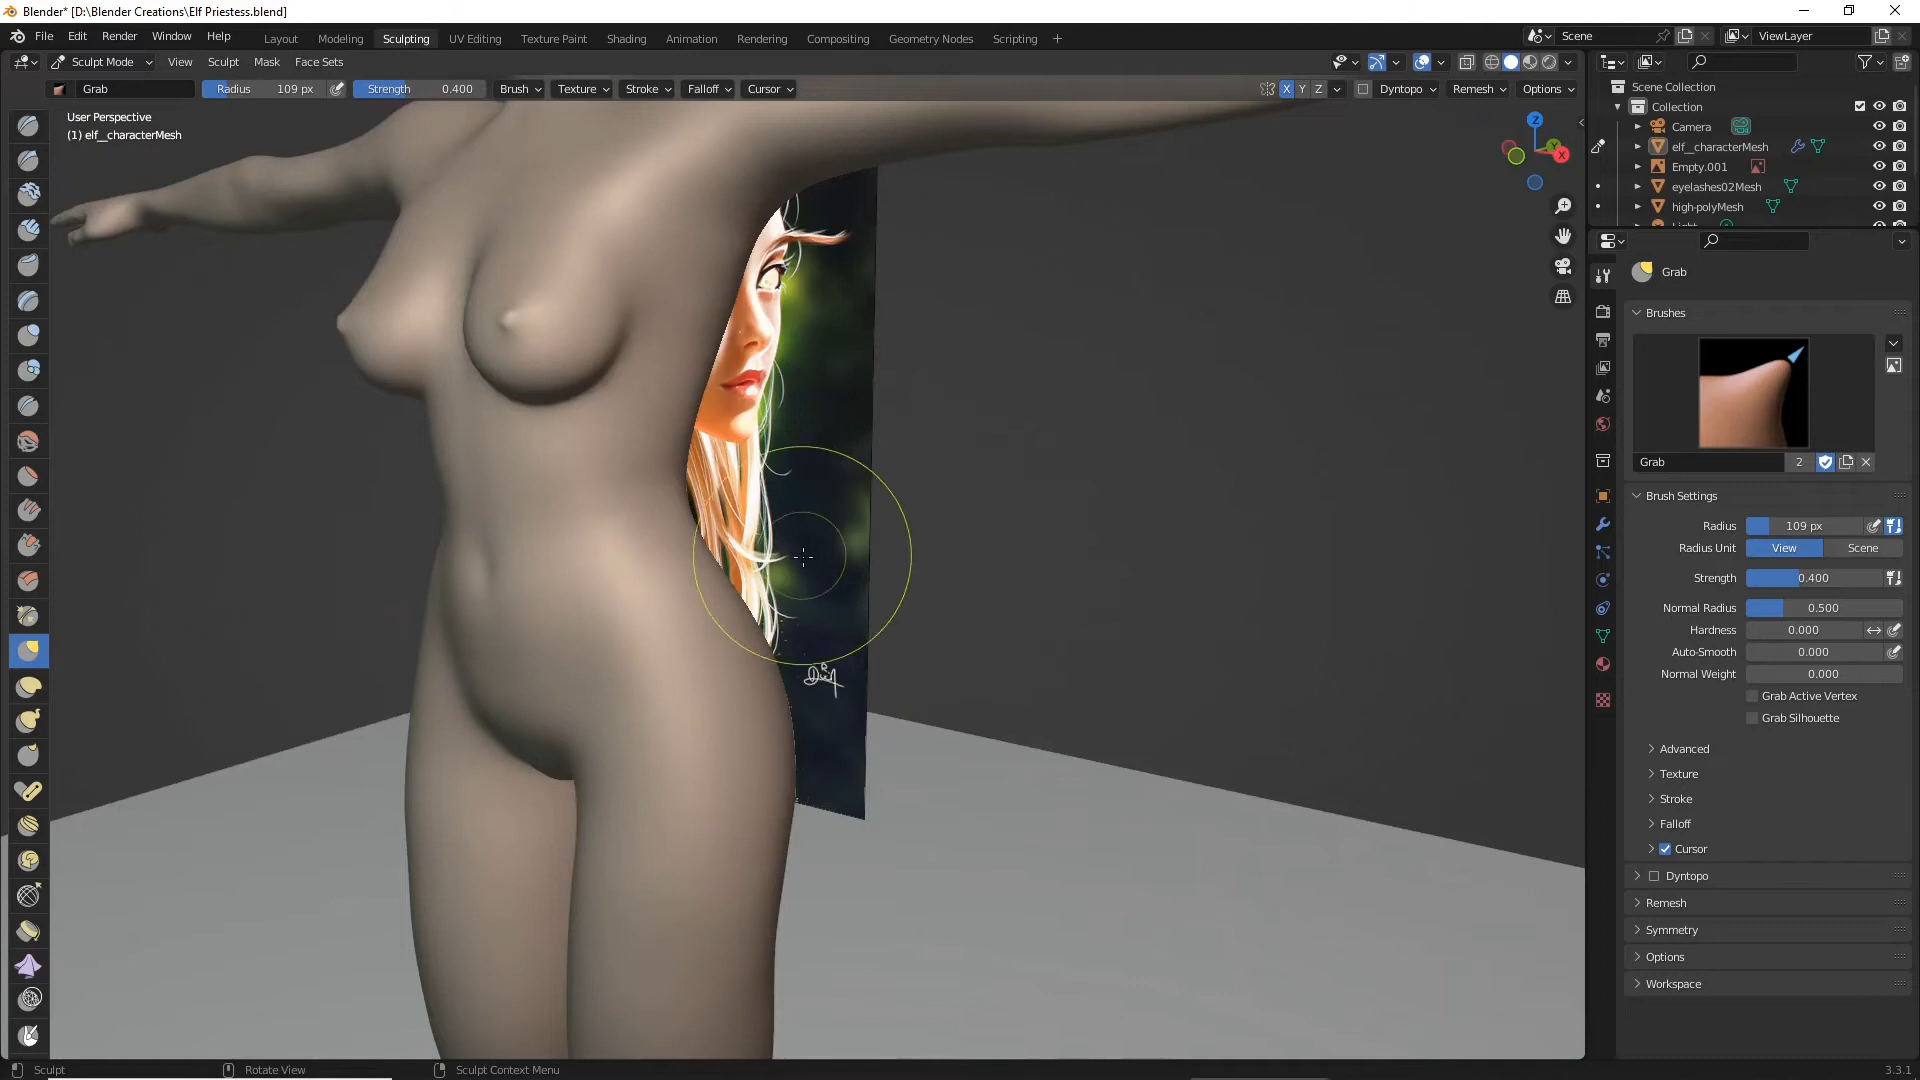 Blender* [D:\Blender Creations\Elf Priestess.blend]
File Edit Render Window Help
Layout Modeling Sculpting UV Editing Texture Paint Shading Animation Rendering Compositing Geometry Nodes Scripting +
Scene
ViewLayer
Sculpt Mode View Sculpt Mask Face Sets
Grab Radius 109 px Strength 0.400 Brush Texture Stroke Falloff Cursor X Y Z Dyntopo Remesh Options
User Perspective
(1) elf__characterMesh
Z
Y
X
Scene Collection
Collection
Camera
elf__characterMesh
Empty.001
eyelashes02Mesh
high-polyMesh
Light
Grab
Brushes
Grab 2
Brush Settings
Radius 109 px
Radius Unit View Scene
Strength 0.400
Normal Radius 0.500
Hardness 0.000
Auto-Smooth 0.000
Normal Weight 0.000
Grab Active Vertex
Grab Silhouette
Advanced
Texture
Stroke
Falloff
Cursor
Dyntopo
Remesh
Symmetry
Options
Workspace
Sculpt Rotate View Sculpt Context Menu 3.3.1